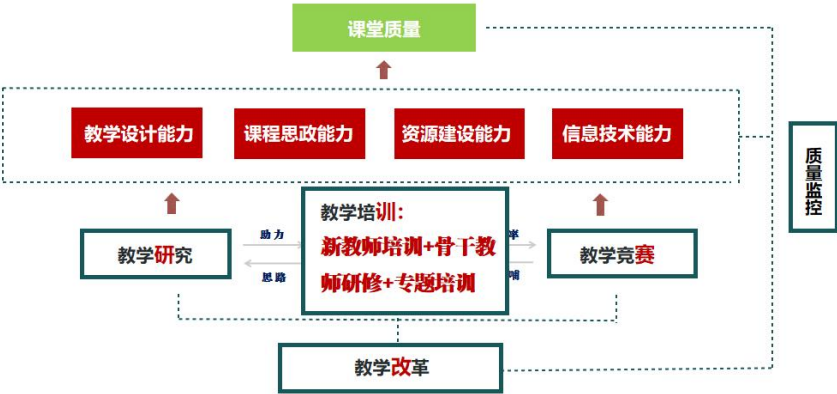 课堂质量
教学设计能力
课程思政能力
资源建设能力
信息技术能力
质量监控
教学研究
助力
思路
教学培训：
新教师培训+骨干教
师研修+专题培训
哺
教学竞赛
教学改革